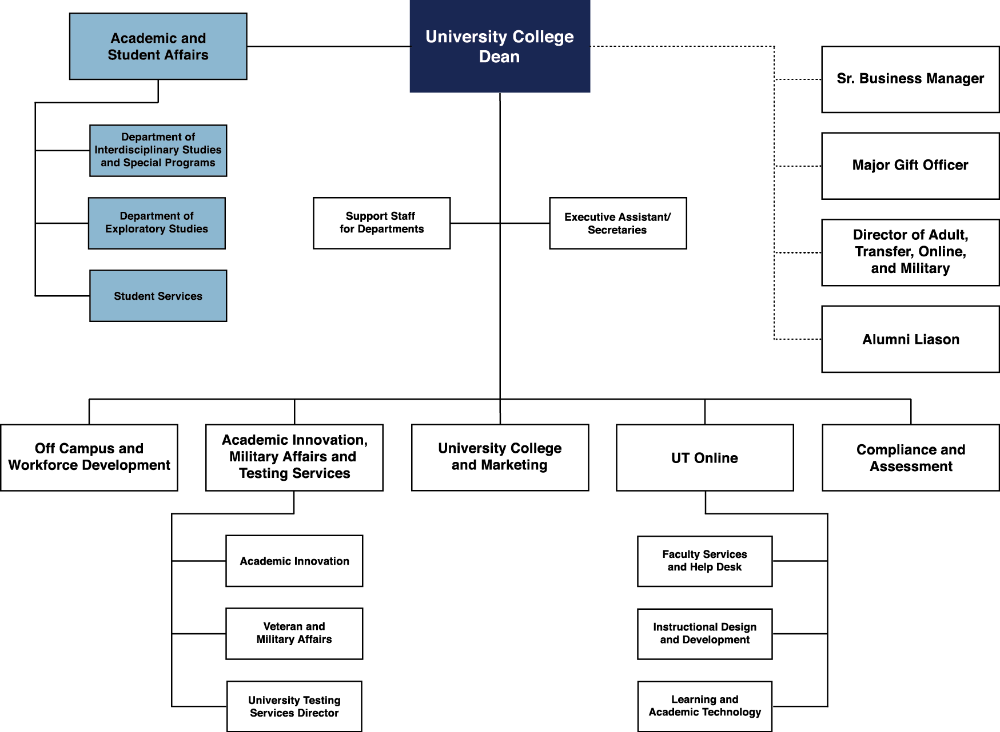 Academic and
Student Affairs
University College
Dean
Sr. Business Manager
Major Gift Officer
Director of Adult,
Transfer, Online,
and Military
Alumni Liason
Department of
Interdisciplinary Studies
and Special Programs
Department of
Exploratory Studies
Student Services
Support Staff
for Departments
Executive Assistant/
Secretaries
Off Campus and
Workforce Development
Academic Innovation,
Military Affairs and
Testing Services
University College
and Marketing
UT Online
Compliance and
Assessment
Academic Innovation
Veteran and
Military Affairs
University Testing
Services Director
Faculty Services
and Help Desk
Instructional Design
and Development
Learning and
Academic Technology